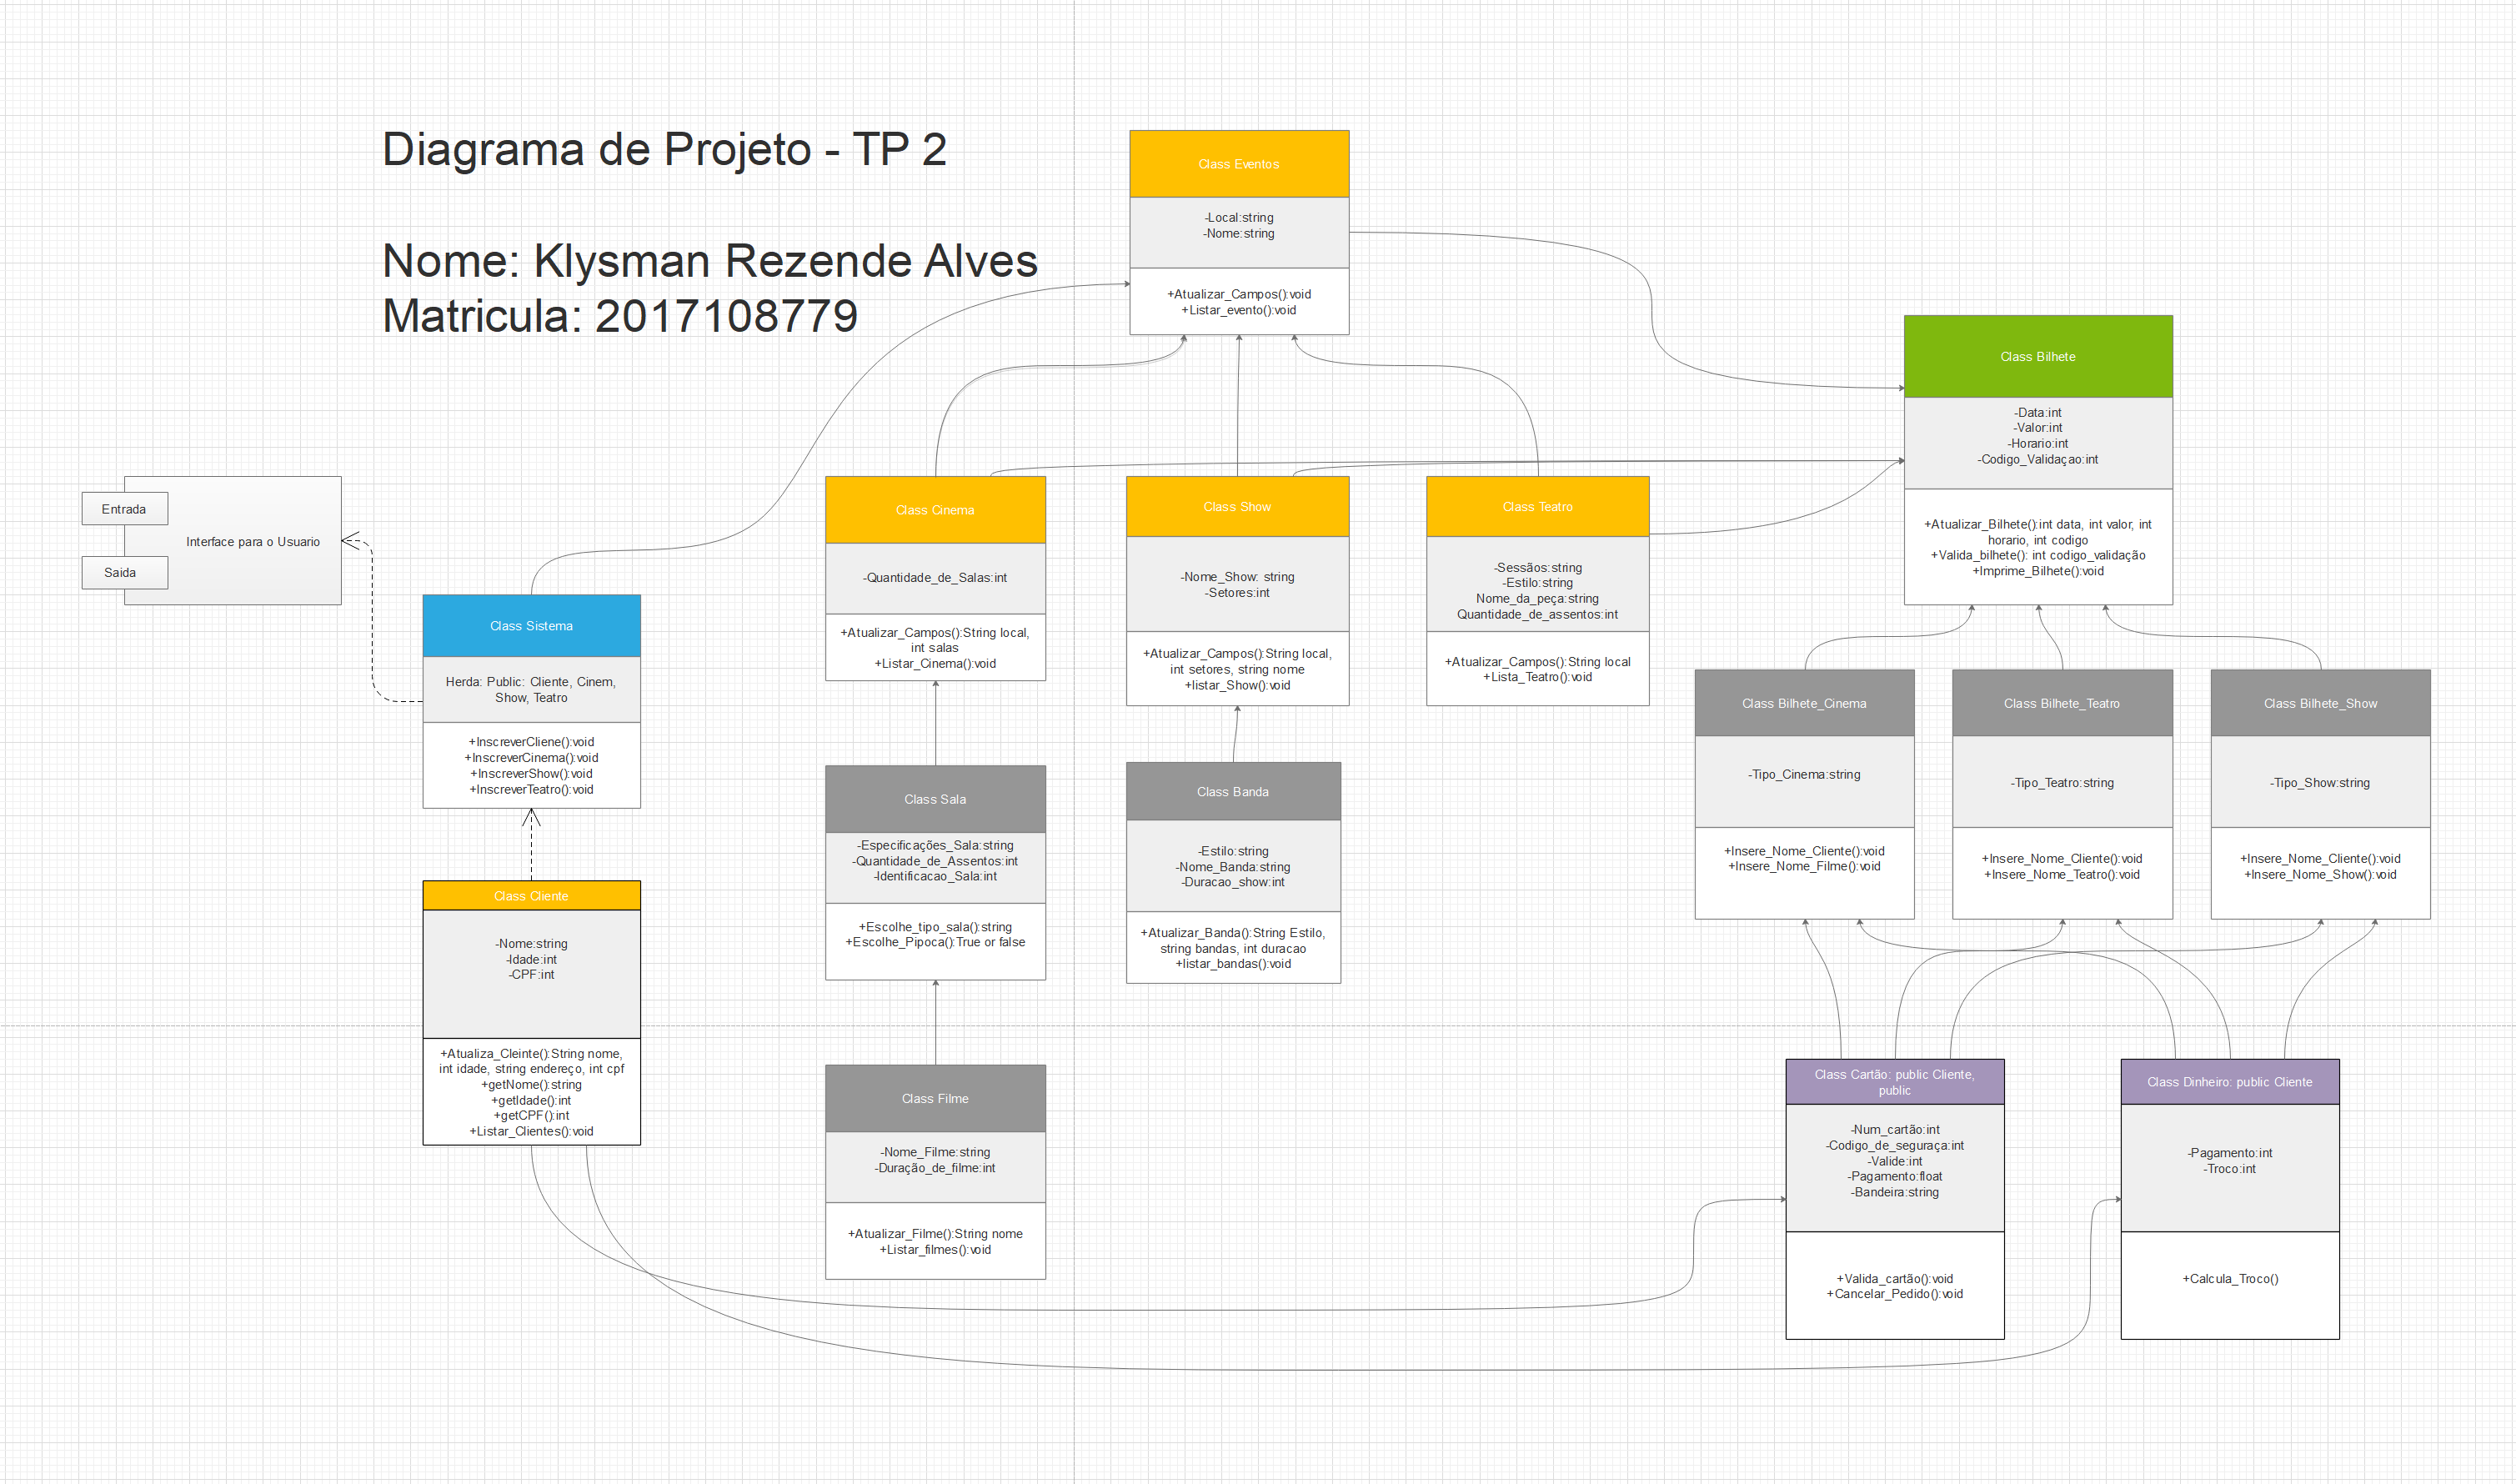 Diagrama de Projeto - TP 2
Nome: Klysman Rezende Alves
Matricula: 2017108779
Class Eventos
-Local:string
-Nome:string
+Atualizar_Campos():void
+Listar_evento():void
Class Bilhete
-Data:int
-Valor:int
-Horario:int
-Codigo_Validaçao:int
+Atualizar_Bilhete():int data, int valor, int
horario, int codigo
+Valida_bilhete(): int codigo_validação
+Imprime_Bilhete():void
Entrada
Interface para o Usuario
Saida
Class Sistema
Herda: Public: Cliente, Cinem,
Show, Teatro
+InscreverCliene():void
+InscreverCinema():void
+InscreverShow():void
+InscreverTeatro():void
Class Cinema
-Quantidade_de_Salas:int
+Atualizar_Campos():String local,
int salas
+Listar_Cinema():void
Class Show
-Nome_Show: string
-Setores:int
+Atualizar_Campos():String local,
int setores, string nome
+listar_Show():void
Class Teatro
-Sessãos:string
-Estilo:string
Nome_da_peça:string
Quantidade_de_assentos:int
+Atualizar_Campos():String local
+Lista_Teatro():void
Class Bilhete_Cinema
-Tipo_Cinema:string
+Insere_Nome_Cliente():void
+Insere_Nome_Filme():void
Class Bilhete_Teatro
-Tipo_Teatro:string
+Insere_Nome_Cliente():void
+Insere_Nome_Teatro():void
Class Bilhete_Show
-Tipo_Show:string
+Insere_Nome_Cliente():void
+Insere_Nome_Show():void
Class Sala
-Especificações_Sala:string
-Quantidade_de_Assentos:int
-Identificacao_Sala:int
+Escolhe_tipo_sala():string
+Escolhe_Pipoca():True or false
Class Banda
-Estilo:string
-Nome_Banda:string
-Duracao_show:int
+Atualizar_Banda():String Estilo,
string bandas, int duracao
+listar_bandas():void
Class Cliente
-Nome:string
-Idade:int
-CPF:int
+Atualiza_Cleinte():String nome,
int idade, string endereço, int cpf
+getNome():string
+getIdade():int
+getCPF():int
+Listar_Clientes():void
Class Filme
-Nome_Filme:string
-Duração_de_filme:int
+Atualizar_Filme():String nome
+Listar_filmes():void
Class Cartão: public Cliente,
public
-Num_cartão:int
-Codigo_de_seguraça:int
-Valide:int
-Pagamento:float
-Bandeira:string
+Valida_cartão():void
+Cancelar_Pedido():void
Class Dinheiro: public Cliente
-Pagamento:int
-Troco:int
+Calcula_Troco()